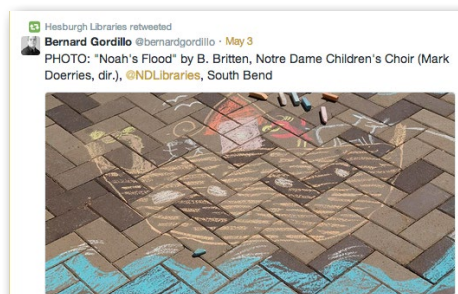 Hesburgh Libraries retweeted
Bernard Gordillo @bernardgordillo · May 3
PHOTO: "Noah's Flood" by B. Britten, Notre Dame Children's Choir (Mark
Doerries, dir.), @NDLibraries, South Bend